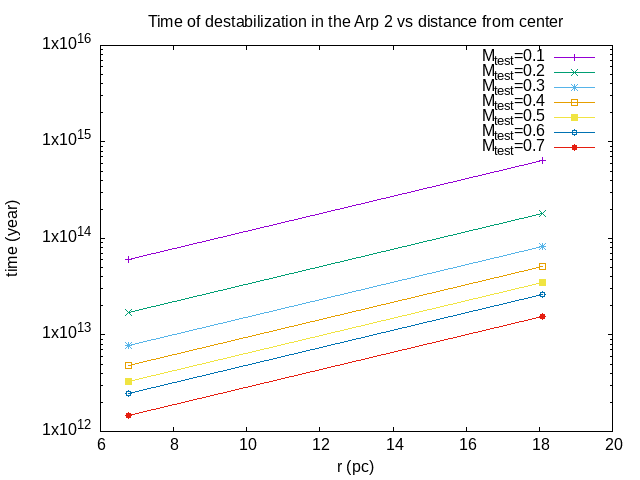 Time of destabilization in the Arp 2 vs distance from center
1x10^16
1x10^15
1x10^14
1x10^13
1x10^12
time (year)
M_test=0.1
M_test=0.2
M_test=0.3
M_test=0.4
M_test=0.5
M_test=0.6
M_test=0.7
6 8 10 12 14 16 18 20
r (pc)